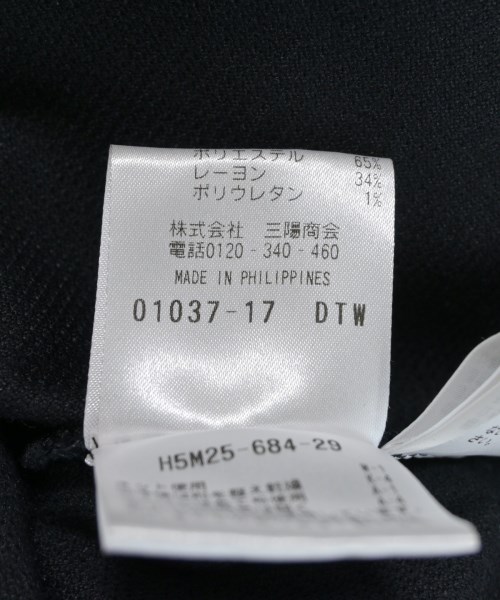 ポリエステル 65%
レーヨン 34%
ポリウレタン 1%
株式会社 三陽商会
電話0120-340-460
MADE IN PHILIPPINES
01037-17 DTW
H5M25-684-29